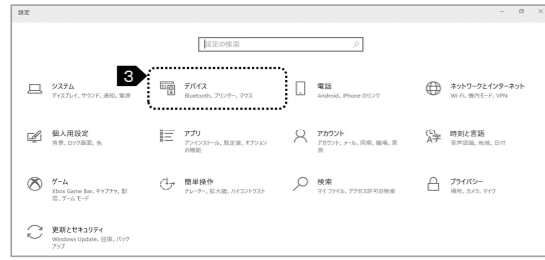 設定
設定の検索
3
システム
ディスプレイ、サウンド、通知、電源
デバイス
Bluetooth、プリンター、マウス
電話
Android、iPhone のリンク
ネットワークとインターネット
Wi-Fi、機内モード、VPN
個人用設定
背景、ロック画面、色
アプリ
アンインストール、既定値、オプション
の機能
アカウント
アカウント、メール、同期、職場、家
族
時刻と言語
音声認識、地域、日付
ゲーム
Xbox Game Bar、キャプチャ、配
信、ゲーム モード
簡単操作
ナレーター、拡大鏡、ハイコントラスト
検索
マイ ファイル、アクセス許可の検索
プライバシー
場所、カメラ、マイク
更新とセキュリティ
Windows Update、回復、バック
アップ